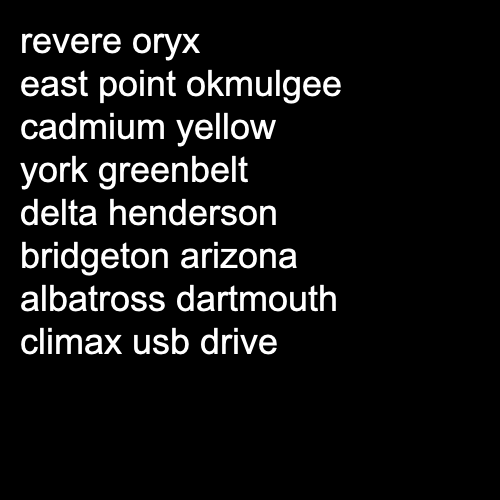 revere oryx
east point okmulgee
cadmium yellow
york greenbelt
delta henderson
bridgeton arizona
albatross dartmouth
climax usb drive